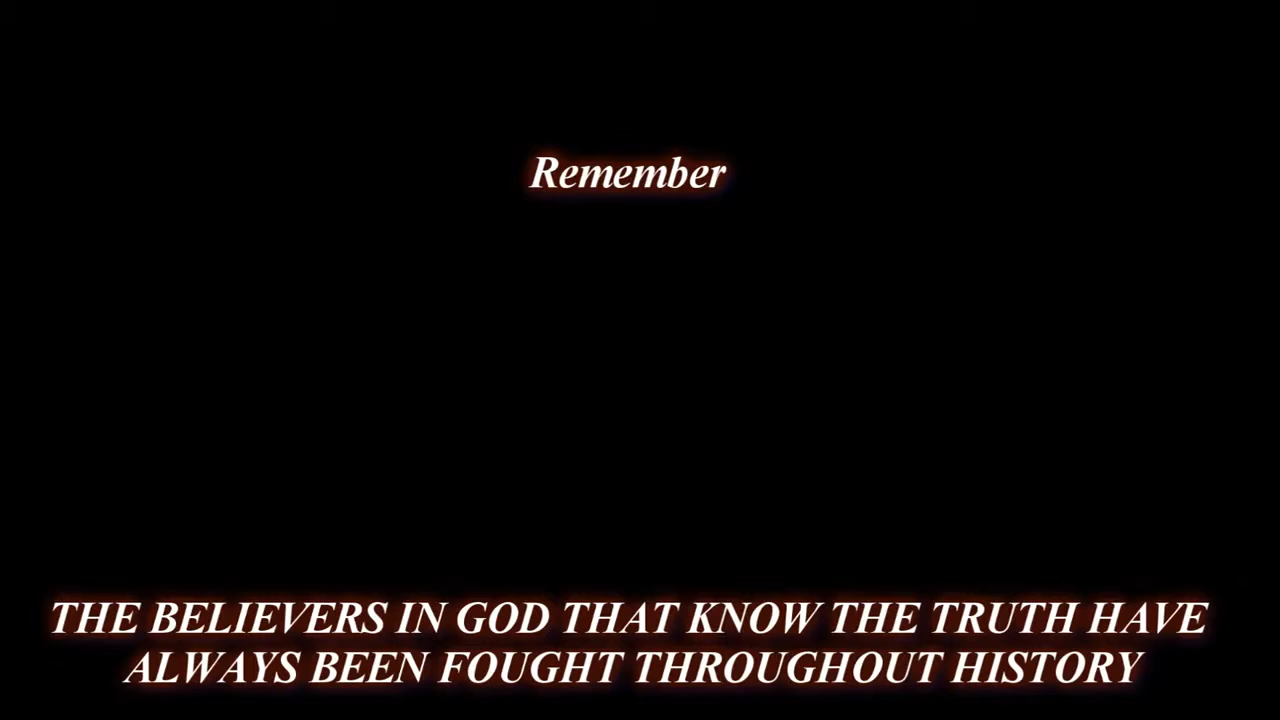 Remember
THE BELIEVERS IN GOD THAT KNOW THE TRUTH HAVE
ALWAYS BEEN FOUGHT THROUGHOUT HISTORY